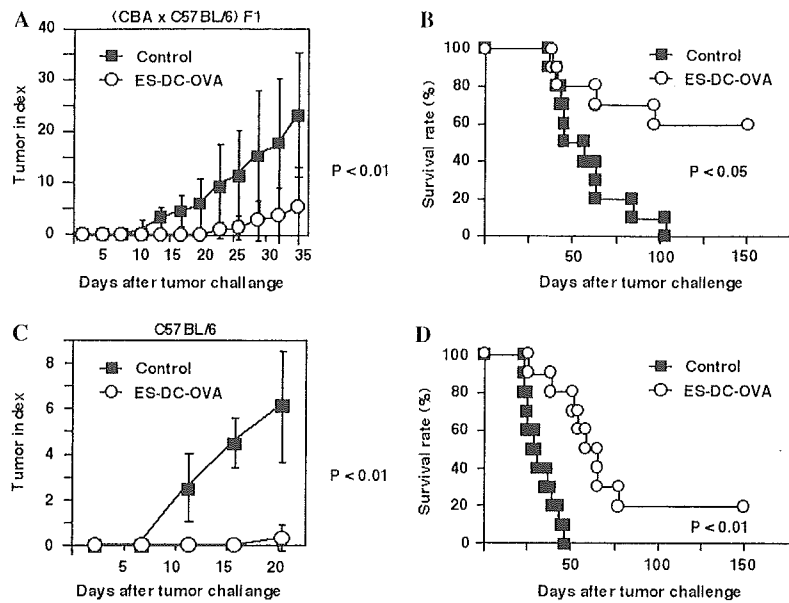 A
(CBA x C57BL/6) F1
Control
ES-DC-OVA
Tumor index
40
30
20
10
0
5 10 15 20 25 30 35
Days after tumor challange
P < 0.01
B
Control
ES-DC-OVA
Survival rate (%)
100
80
60
40
20
0
P < 0.05
50 100 150
Days after tumor challenge
C
C57BL/6
Control
ES-DC-OVA
Tumor index
8
6
4
2
0
5 10 15 20
Days after tumor challange
P < 0.01
D
Control
ES-DC-OVA
Survival rate (%)
100
80
60
40
20
0
P < 0.01
50 100 150
Days after tumor challenge